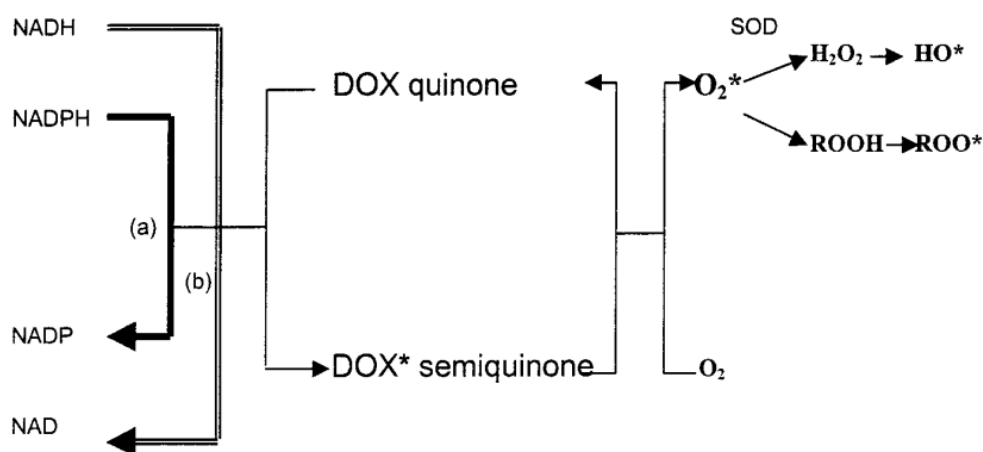 NADH
SOD
H₂O₂ HO*
DOX quinone
O₂*
NADPH
ROOH ROO*
(a)
(b)
NADP
DOX* semiquinone
O₂
NAD